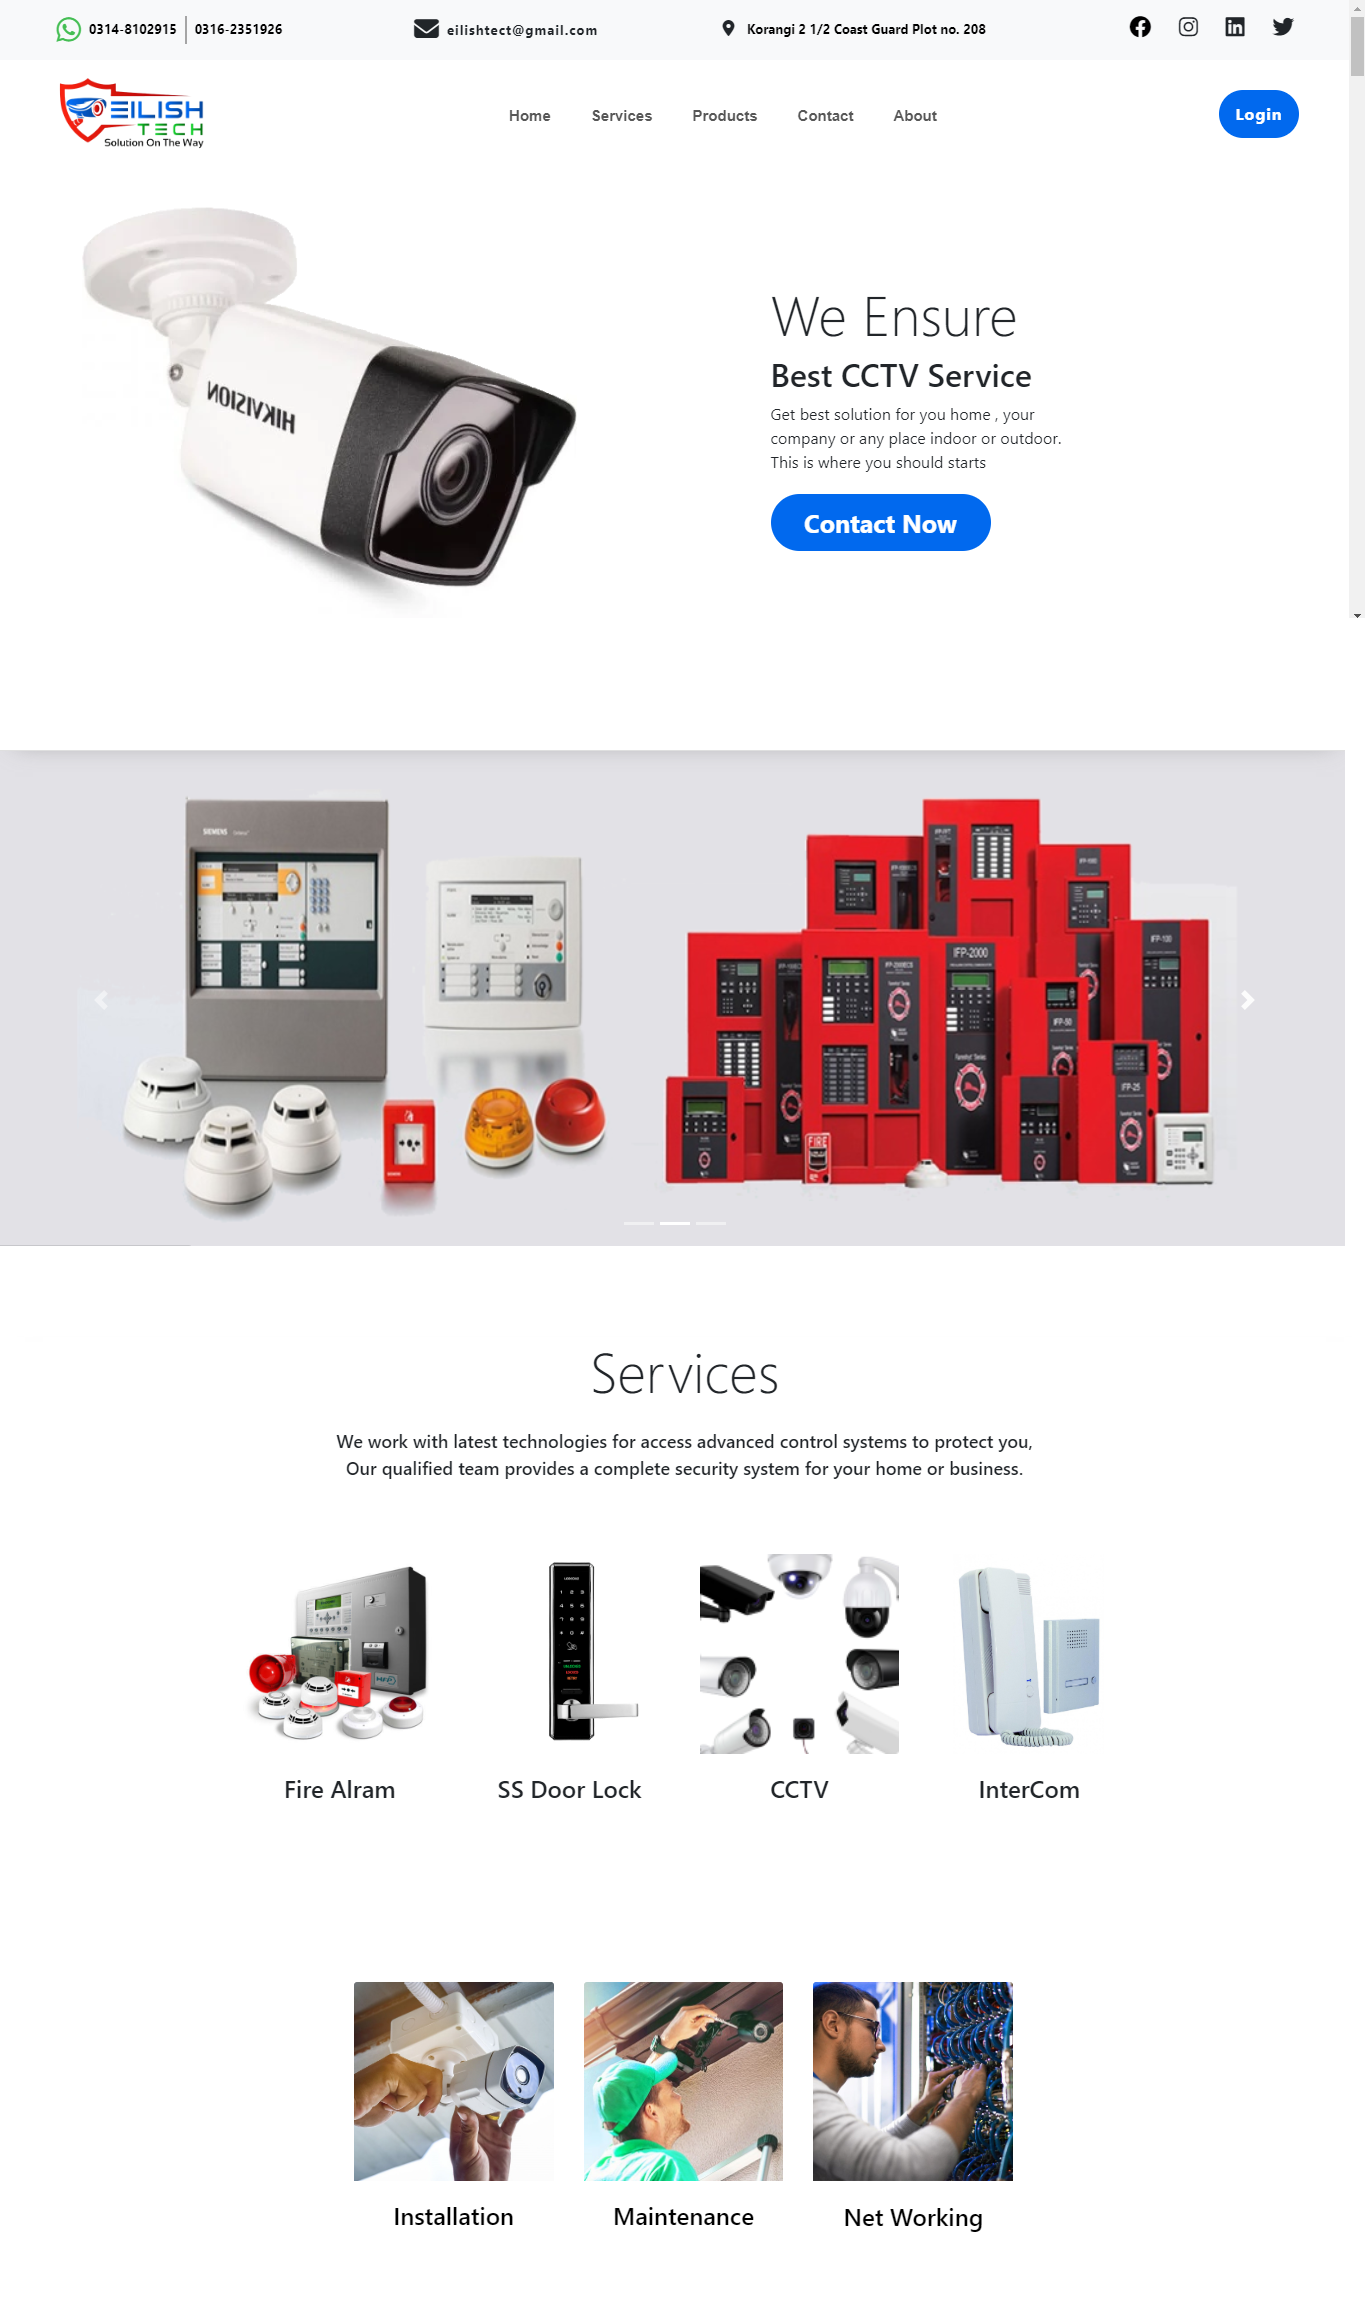 0314-8102915 | 0316-2351926
eilishtect@gmail.com
Korangi 2 1/2 Coast Guard Plot no. 208
EILISH
TECH
Solution On The Way
Home
Services
Products
Contact
About
Login
HIKVISION
We Ensure
Best CCTV Service
Get best solution for you home , your
company or any place indoor or outdoor.
This is where you should starts
Contact Now
SIEMENS
IFP-2000
IFP-100
IFP-50
IFP-25
FIRE
Services
We work with latest technologies for access advanced control systems to protect you,
Our qualified team provides a complete security system for your home or business.
Fire Alram
SS Door Lock
CCTV
InterCom
Installation
Maintenance
Net Working